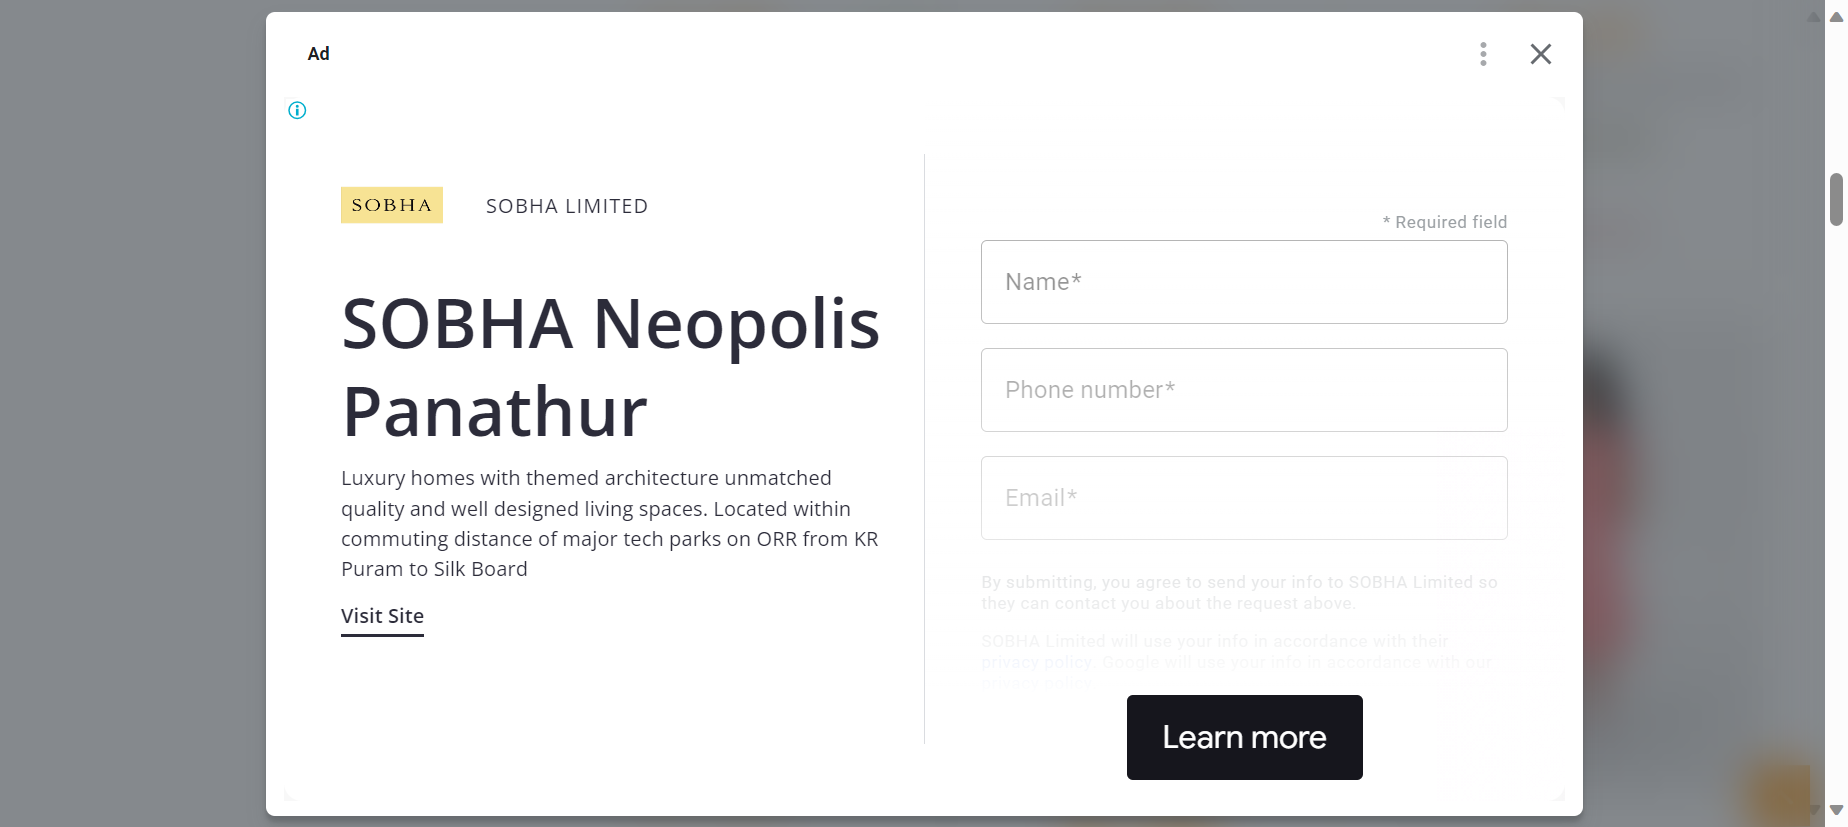 Ad
SOBHA
SOBHA LIMITED
SOBHA Neopolis
Panathur
Luxury homes with themed architecture unmatched
quality and well designed living spaces. Located within
commuting distance of major tech parks on ORR from KR
Puram to Silk Board
Visit Site
* Required field
Name*
Phone number*
Email*
By submitting, you agree to send your info to SOBHA Limited so
they can contact you about the request above.
SOBHA Limited will use your info in accordance with their
privacy policy. Google will use your info in accordance with our
privacy policy.
Learn more